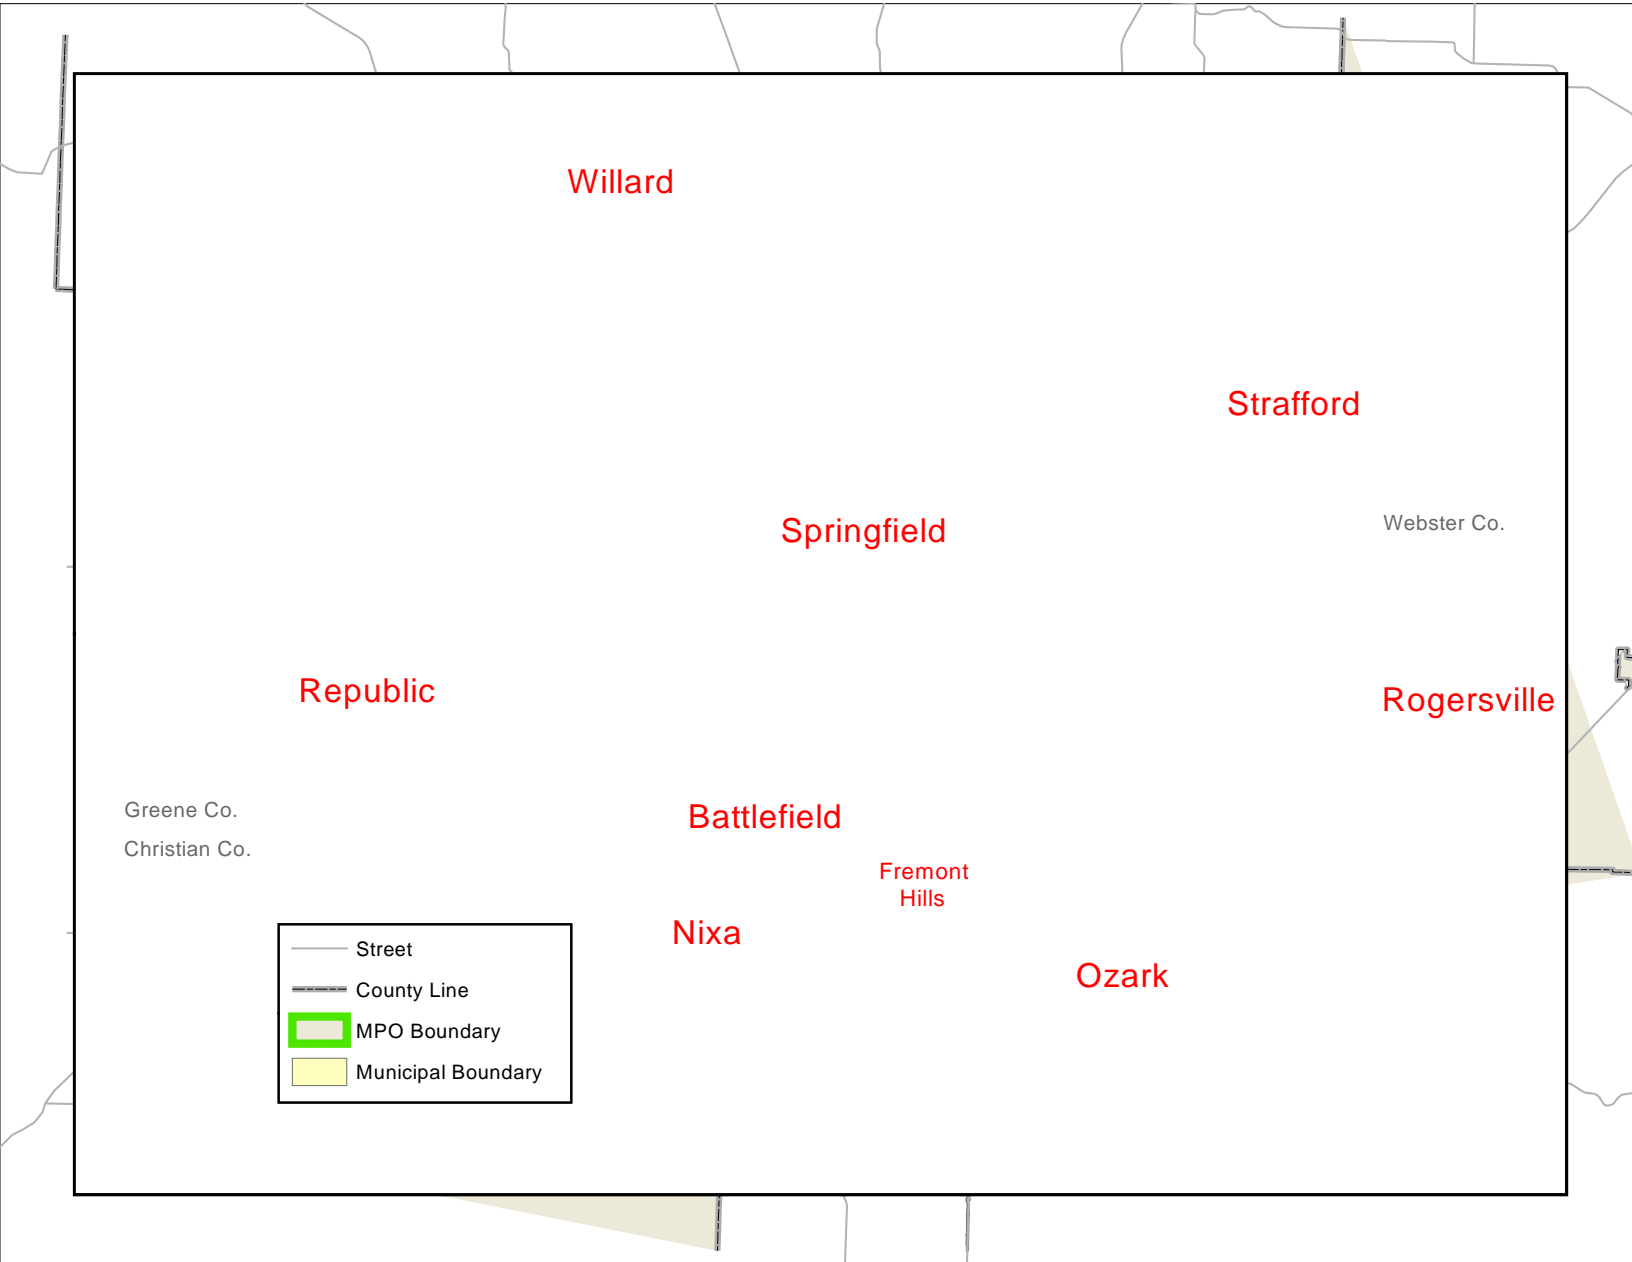 Willard
Strafford
Springfield
Webster Co.
Republic
Rogersville
Greene Co.
Battlefield
Christian Co.
Fremont
Hills
Nixa
Ozark
Street
County Line
MPO Boundary
Municipal Boundary